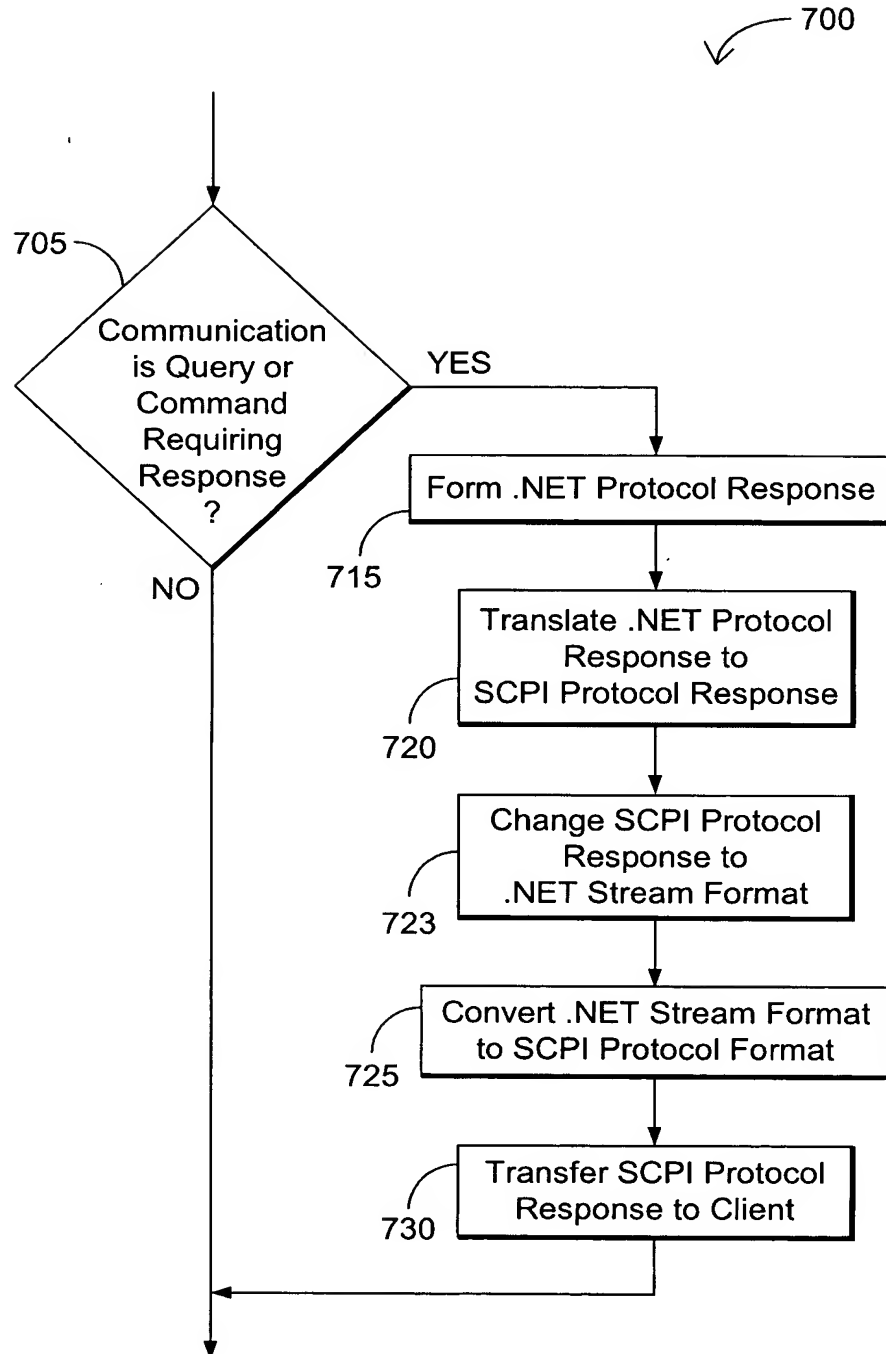 700
705
Communication
is Query or
Command
Requiring
Response
?
YES
NO
Form .NET Protocol Response
715
Translate .NET Protocol
Response to
SCPI Protocol Response
720
Change SCPI Protocol
Response to
.NET Stream Format
723
Convert .NET Stream Format
to SCPI Protocol Format
725
Transfer SCPI Protocol
Response to Client
730